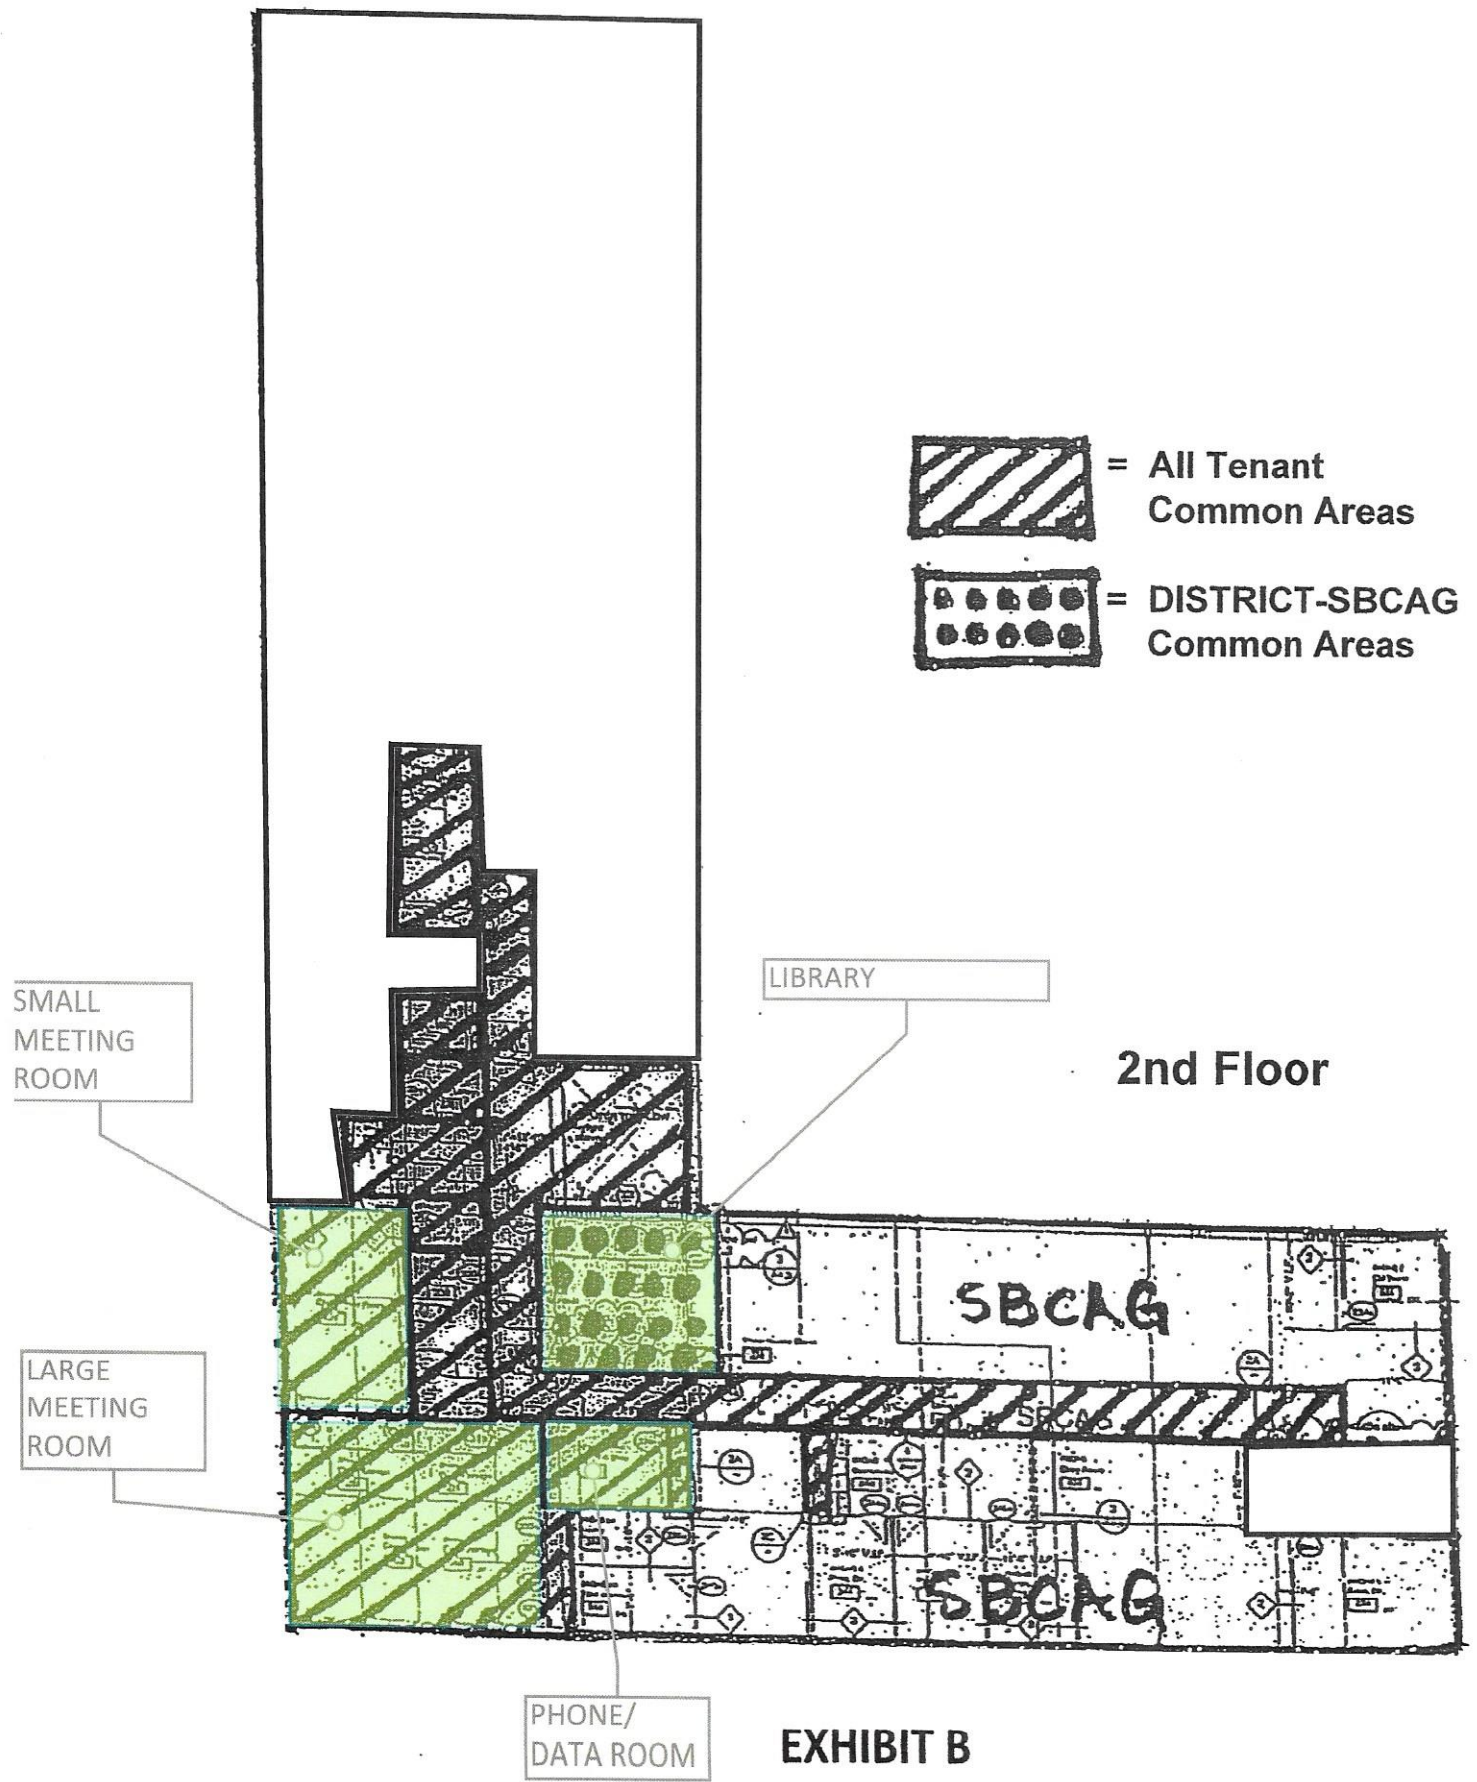 = All Tenant
Common Areas
= DISTRICT-SBCAG
Common Areas
LIBRARY
SMALL
MEETING
ROOM
2nd Floor
SBCAG
LARGE
MEETING
ROOM
SBCAG
SBCAG
PHONE/
DATA ROOM
EXHIBIT B